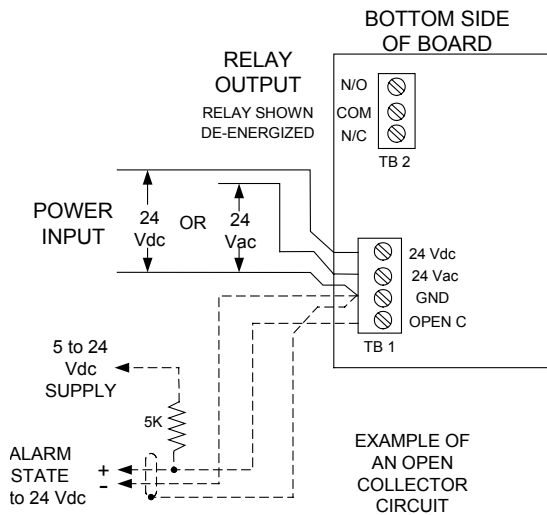 BOTTOM SIDE
OF BOARD
RELAY
OUTPUT
RELAY SHOWN
DE-ENERGIZED
N/O
COM
N/C
TB 2
POWER
INPUT
24
Vdc
OR
24
Vac
24 Vdc
24 Vac
GND
OPEN C
TB 1
5 to 24
Vdc
SUPPLY
5K
ALARM
STATE
to 24 Vdc
+
-
EXAMPLE OF
AN OPEN
COLLECTOR
CIRCUIT